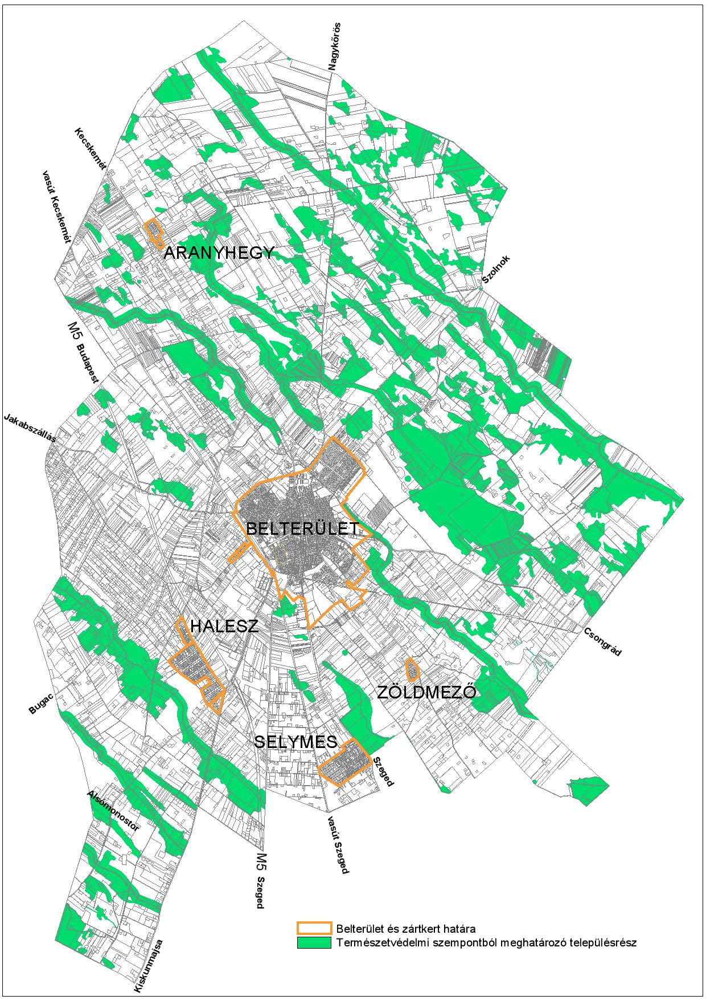 Nagykőrös
Kecskemét
vasút Kecskemét
ARANYHEGY
Szolnok
M5 Budapest
Jakabszállás
BELTERÜLET
HALESZ
Csongrád
ZÖLDMEZŐ
Bugac
SELYMES
Szeged
Alsómonostor
vasút Szeged
M5 Szeged
Kiskunmajsa
Belterület és zártkert határa
Természetvédelmi szempontból meghatározó településrész